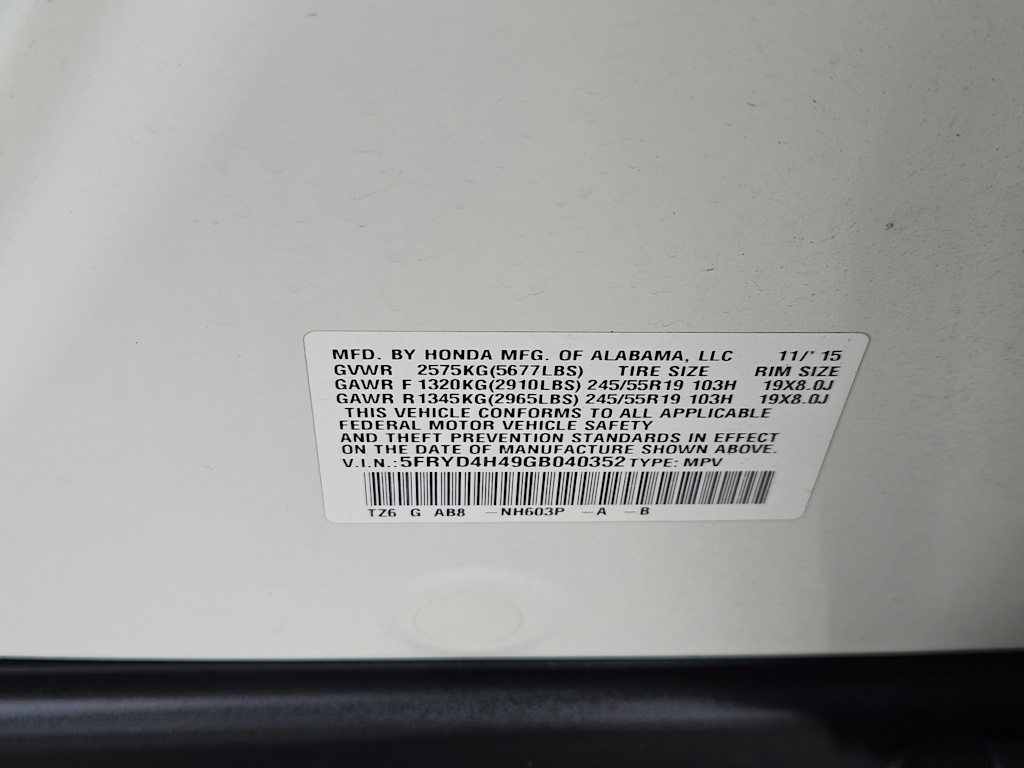 MFD. BY HONDA MFG. OF ALABAMA, LLC 11/' 15
GVWR 2575KG(5677LBS) TIRE SIZE RIM SIZE
GAWR F 1320KG(2910LBS) 245/55R19 103H 19X8.0J
GAWR R1345KG(2965LBS) 245/55R19 103H 19X8.0J
THIS VEHICLE CONFORMS TO ALL APPLICABLE
FEDERAL MOTOR VEHICLE SAFETY
AND THEFT PREVENTION STANDARDS IN EFFECT
ON THE DATE OF MANUFACTURE SHOWN ABOVE.
V.I.N.:5FRYD4H49GB040352 TYPE: MPV
TZ6 G AB8 -NH603P -A -B